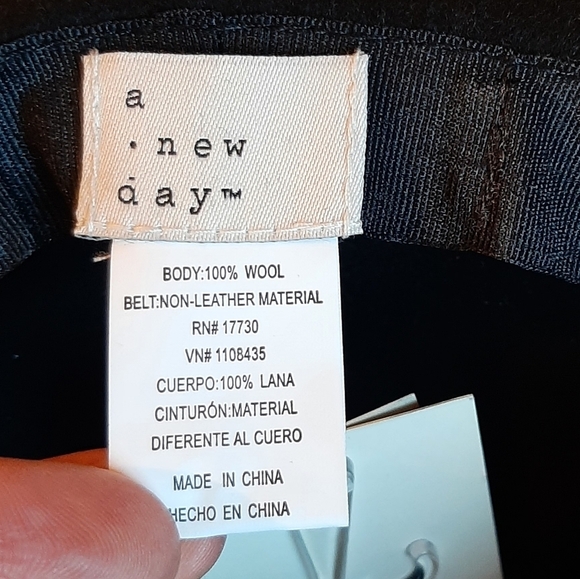 a
· new
day™
BODY:100% WOOL
BELT:NON-LEATHER MATERIAL
RN# 17730
VN# 1108435
CUERPO:100% LANA
CINTURÓN:MATERIAL
DIFERENTE AL CUERO
MADE IN CHINA
HECHO EN CHINA